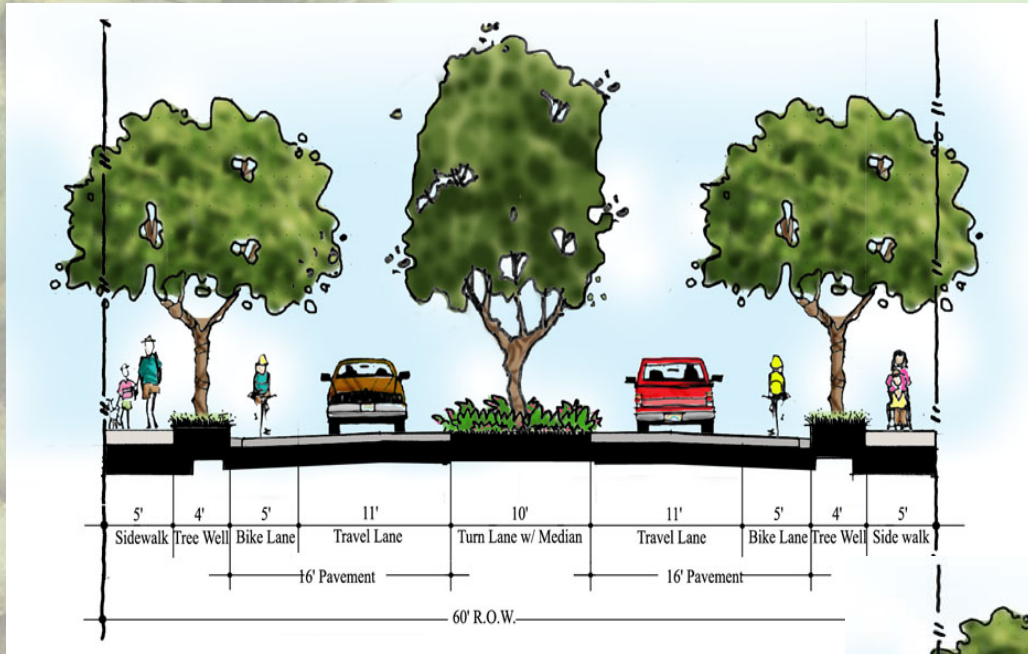 5' 4' 5' 11' 10' 11' 5' 4' 5'
Sidewalk Tree Well Bike Lane Travel Lane Turn Lane w/ Median Travel Lane Bike Lane Tree Well Side walk
16' Pavement 16' Pavement
60' R.O.W.